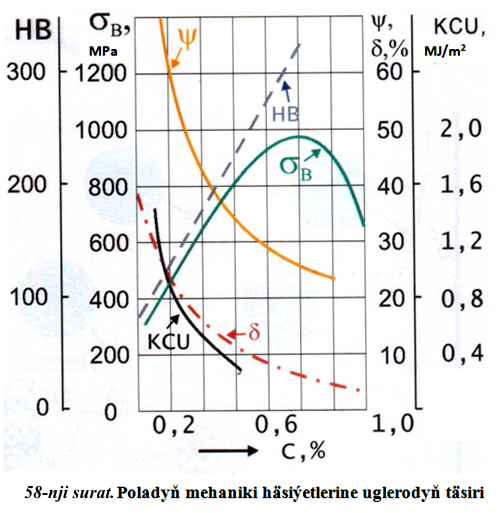 HB
σB, MPa
ψ, δ,%
KCU, MJ/m²
300
1200
60
ψ
HB
1000
50
2,0
σB
200
800
40
1,6
600
30
1,2
100
400
20
0,8
KCU
δ
200
10
0,4
0
0
0,2
0,6
1,0
C,%
58-nji surat. Poladyň mehaniki häsiýetlerine uglerodyň täsiri